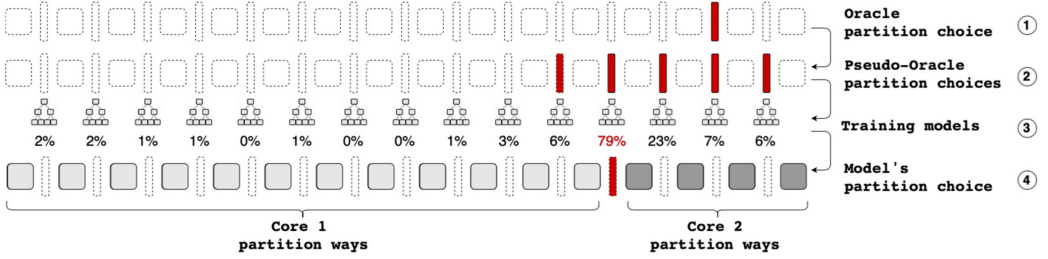 Oracle
partition choice
①
Pseudo-Oracle
partition choices
②
2% 2% 1% 1% 0% 1% 0% 0% 1% 3% 6% 79% 23% 7% 6%
Training models
③
Model's
partition choice
④
Core 1
partition ways
Core 2
partition ways